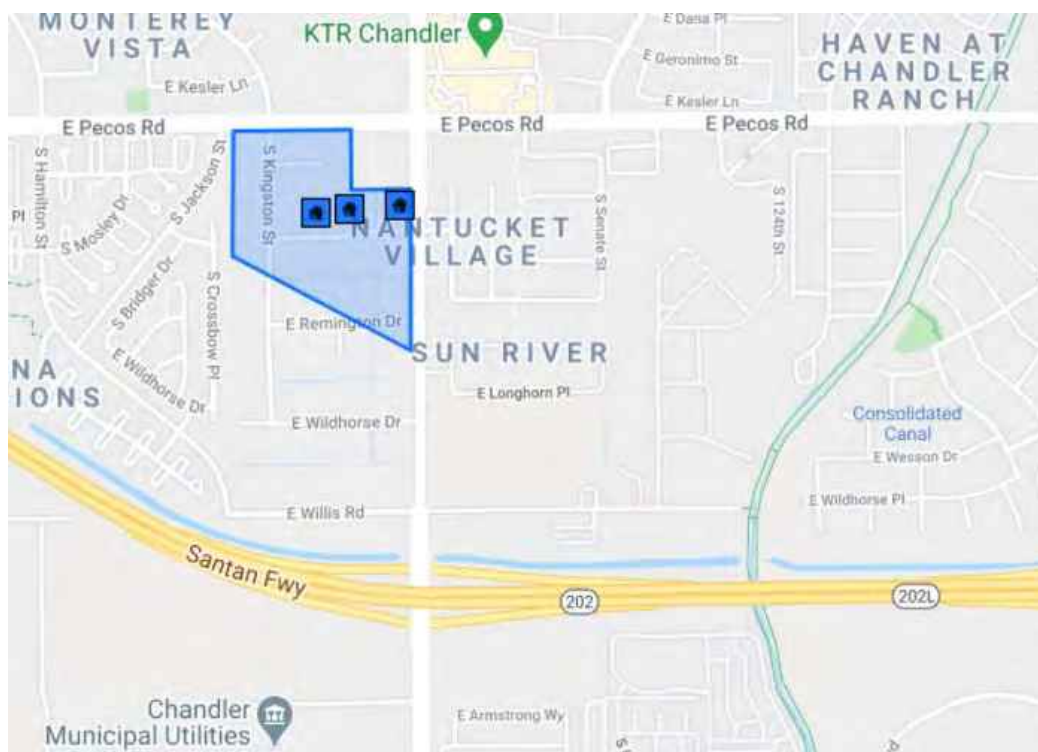 MONTEREY
VISTA
KTR Chandler
E Dana Pl
E Geronimo St
HAVEN AT
CHANDLER
RANCH
E Kesler Ln
E Kesler Ln
E Pecos Rd
E Pecos Rd
E Pecos Rd
S Hamilton St
S Jackson St
S Kingston St
Pl
S Mosley Dr
S Senate St
S 124th St
NANTUCKET
VILLAGE
S Bridger Dr
S Crossbow Pl
E Remington Dr
SUN RIVER
NA
IONS
E Wildhorse Dr
E Longhorn Pl
E Wildhorse Dr
Consolidated
Canal
E Wesson Dr
E Wildhorse Pl
E Willis Rd
Santan Fwy
202
202L
Chandler
Municipal Utilities
E Armstrong Wy